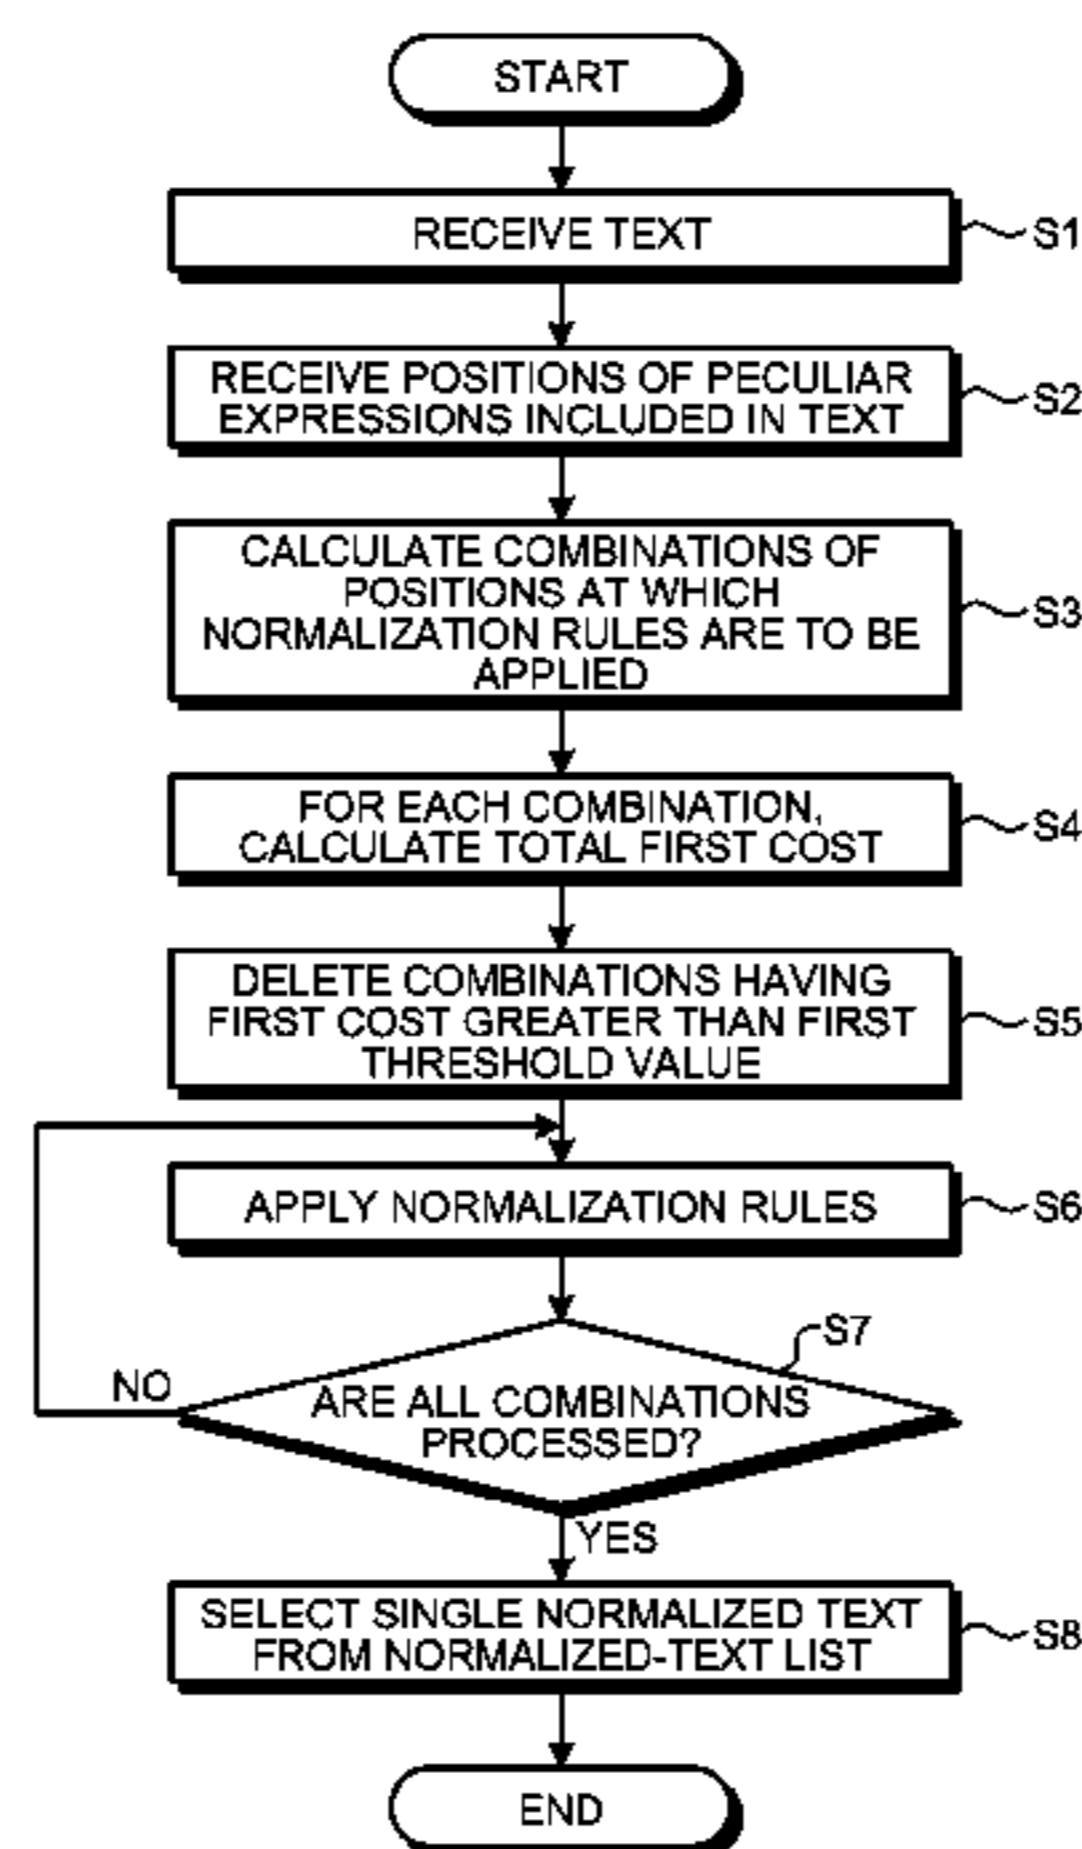 START
RECEIVE TEXT
S1
RECEIVE POSITIONS OF PECULIAR
EXPRESSIONS INCLUDED IN TEXT
S2
CALCULATE COMBINATIONS OF
POSITIONS AT WHICH
NORMALIZATION RULES ARE TO BE
APPLIED
S3
FOR EACH COMBINATION,
CALCULATE TOTAL FIRST COST
S4
DELETE COMBINATIONS HAVING
FIRST COST GREATER THAN FIRST
THRESHOLD VALUE
S5
APPLY NORMALIZATION RULES
S6
S7
NO
ARE ALL COMBINATIONS
PROCESSED?
YES
SELECT SINGLE NORMALIZED TEXT
FROM NORMALIZED-TEXT LIST
S8
END